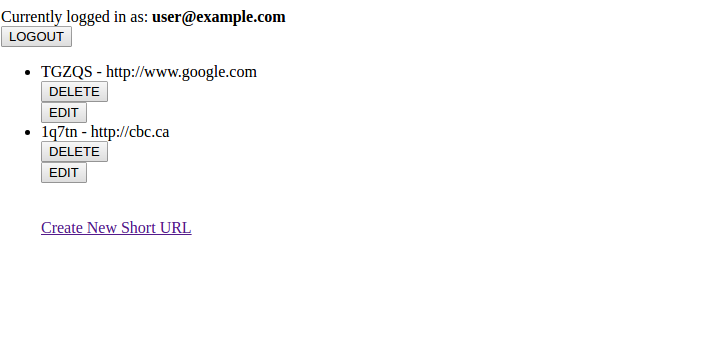 Currently logged in as: user@example.com
LOGOUT
TGZQS - http://www.google.com
DELETE
EDIT
1q7tn - http://cbc.ca
DELETE
EDIT
Create New Short URL